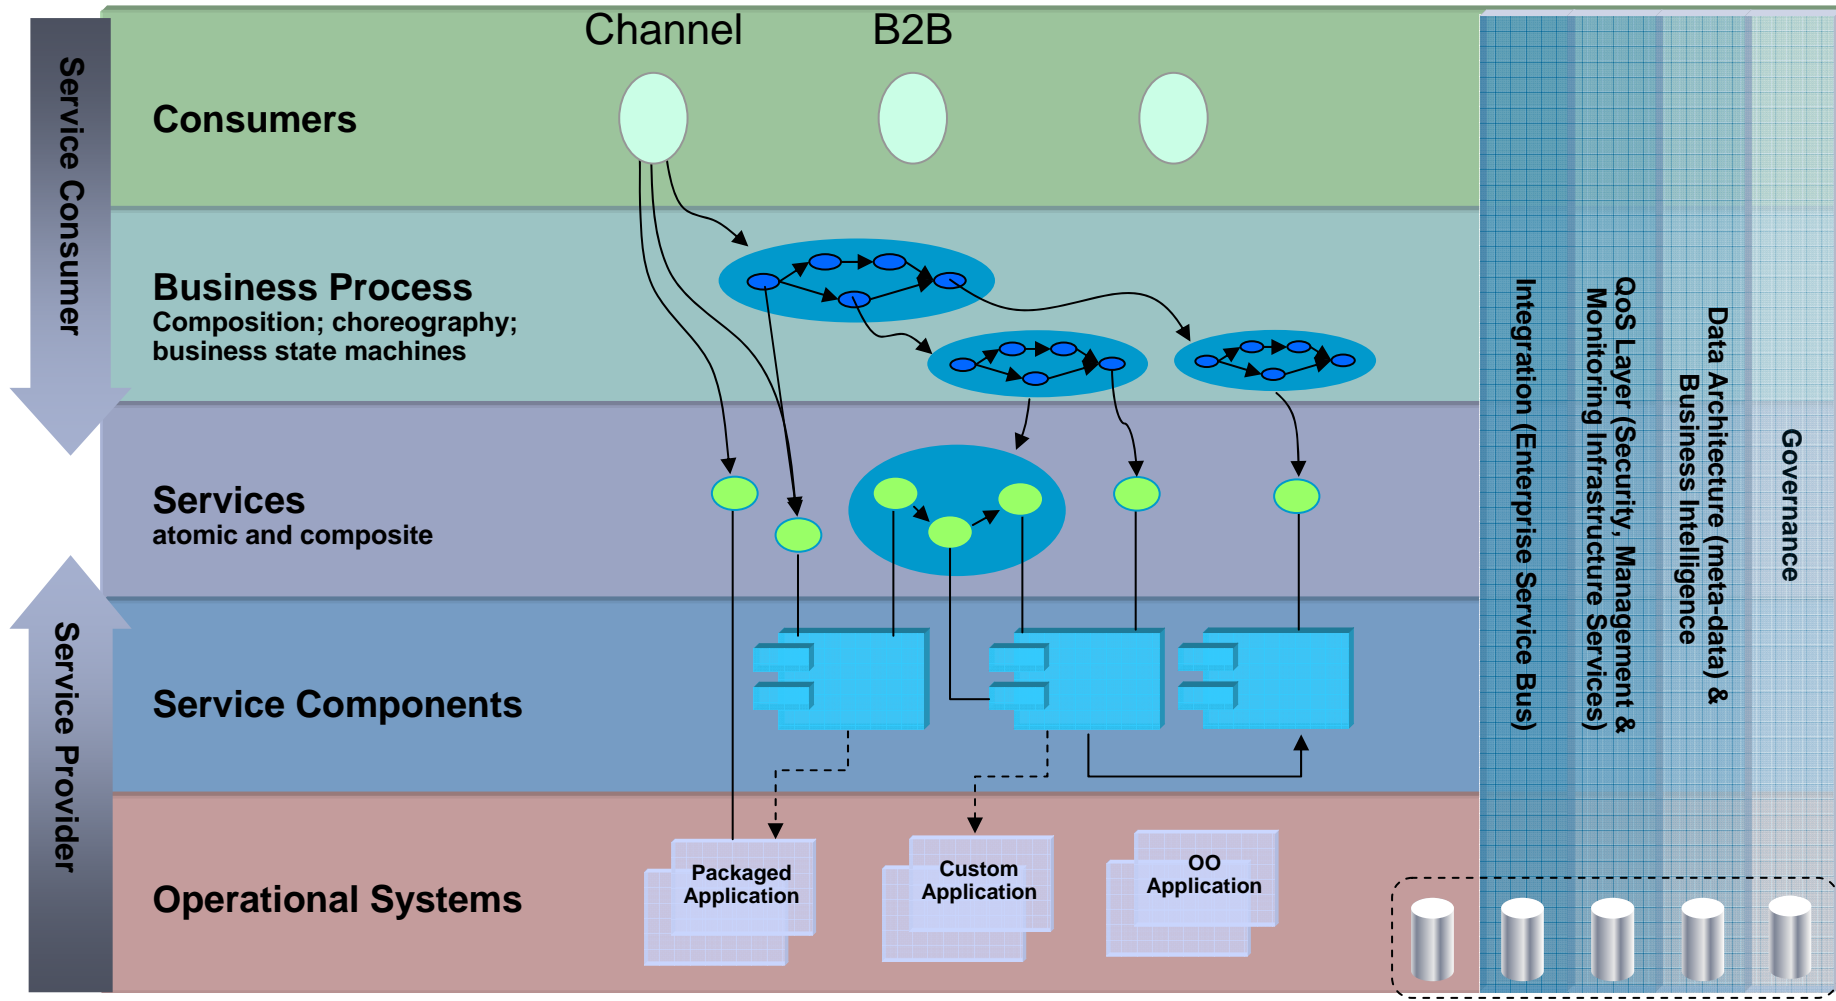 Channel
B2B
Service Consumer
Consumers
Business Process
Composition; choreography;
business state machines
Services
atomic and composite
Service Provider
Service Components
Operational Systems
Packaged
Application
Custom
Application
OO
Application
Integration (Enterprise Service Bus)
QoS Layer (Security, Management &
Monitoring Infrastructure Services)
Data Architecture (meta-data) &
Business Intelligence
Governance